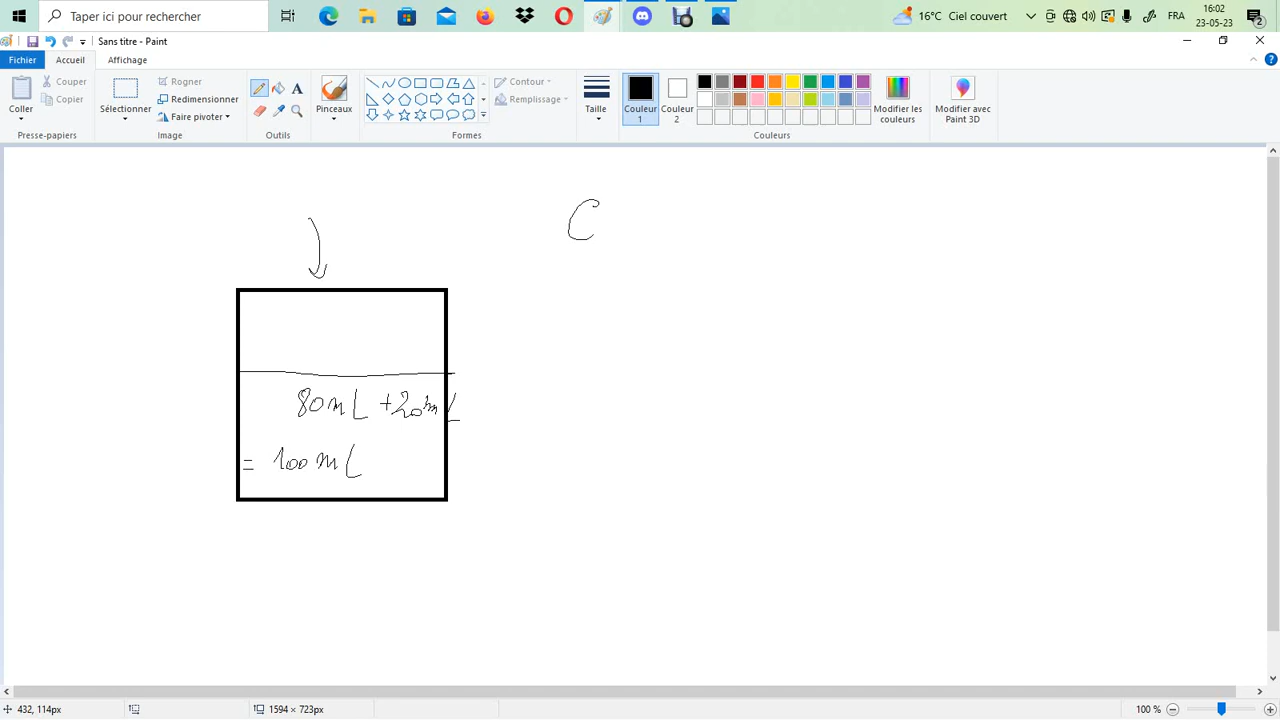 Taper ici pour rechercher
16°C Ciel couvert
FRA
16:02
23-05-23
2
Sans titre - Paint
Fichier
Accueil
Affichage
Coller
Couper
Copier
Presse-papiers
Sélectionner
Rogner
Redimensionner
Faire pivoter
Image
A
Outils
Pinceaux
Contour
Remplissage
Formes
Taille
Couleur 1
Couleur 2
Modifier les couleurs
Couleurs
Modifier avec Paint 3D
C
80mL +20mL
= 100mL
432, 114px
1594 × 723px
100 %